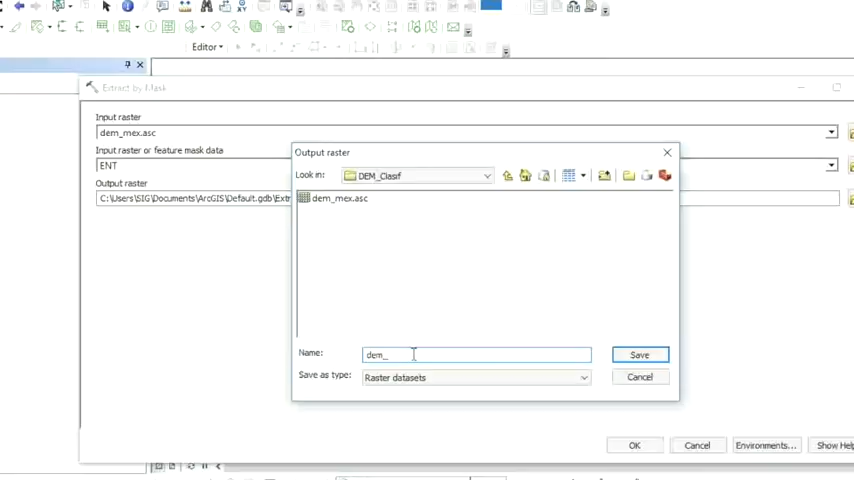 Editor
Extract by Mask
Input raster
dem_mex.asc
Input raster or feature mask data
ENT
Output raster
C:\Users\SIG\Documents\ArcGIS\Default.gdb\Extr
Output raster
Look in:
DEM_Clasif
dem_mex.asc
Name:
dem_
Save
Save as type:
Raster datasets
Cancel
OK
Cancel
Environments...
Show Help